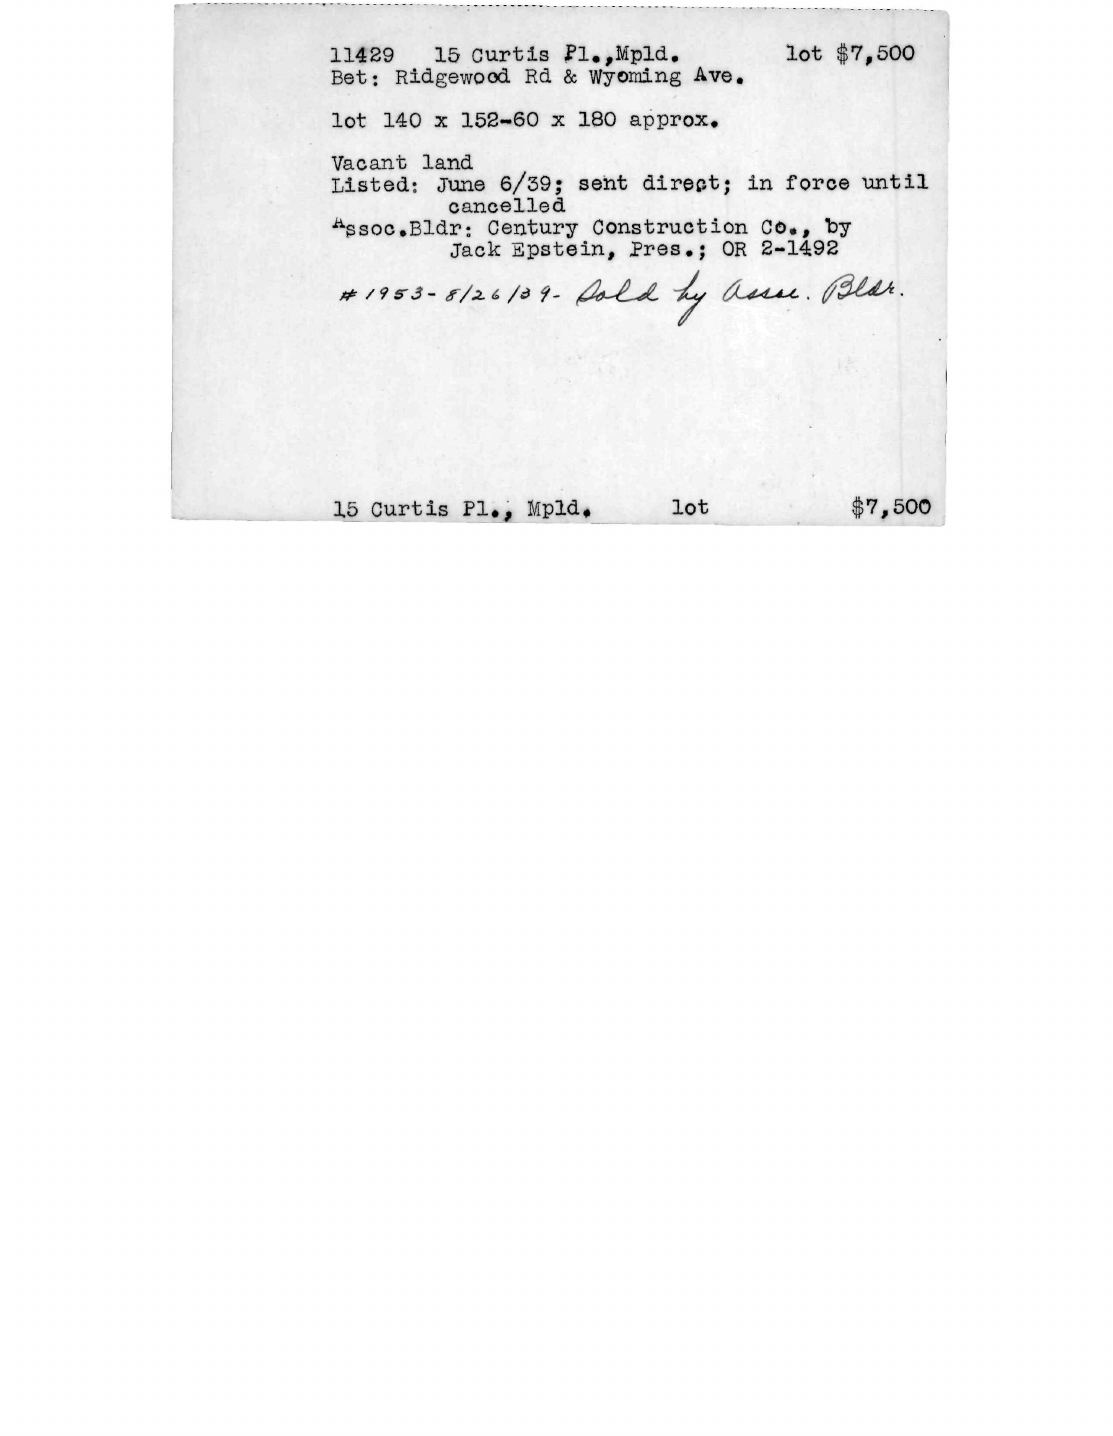 11429 15 Curtis Pl.,Mpld. lot $7,500
Bet: Ridgewood Rd & Wyoming Ave.
lot 140 x 152-60 x 180 approx.
Vacant land
Listed: June 6/39; sent direct; in force until
cancelled
Assoc.Bldr: Century Construction Co., by
Jack Epstein, Pres.; OR 2-1492
# 1953- 8/26/39- Sold by Assoc. Bldr.
15 Curtis Pl., Mpld. lot $7,500